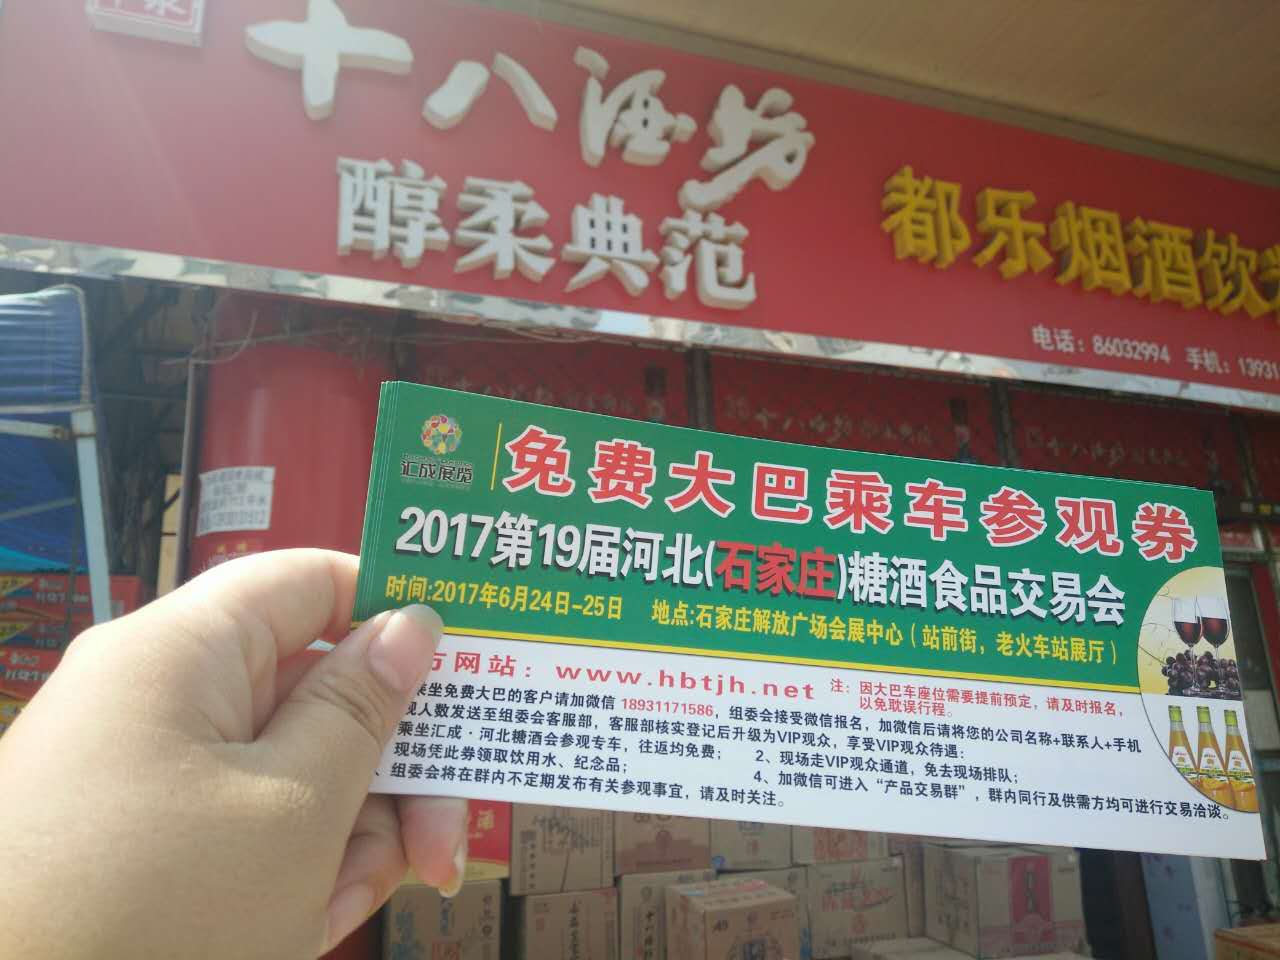 十八酒坊
醇柔典范
都乐烟酒饮
电话：86032994 手机：13931
汇成展览
免费大巴乘车参观券
2017第19届河北(石家庄)糖酒食品交易会
时间:2017年6月24日-25日 地点:石家庄解放广场会展中心（站前街，老火车站展厅）
方网站：www.hbtjh.net
注：因大巴车座位需要提前预定，请及时报名，
以免取误行程。
乘坐免费大巴的客户请加微信 18931171586，组委会接受微信报名，加微信后请将您的公司名称+联系人+手机
观人数发送至组委会客服部，客服部核实登记后升级为VIP观众，享受VIP观众待遇：
乘坐汇成·河北糖酒会参观专车，往返均免费； 2、现场走VIP观众通道，免去现场排队；
现场凭此券领取饮用水、纪念品； 4、加微信可进入“产品交易群”，群内同行及供需方均可进行交易洽谈。
、组委会将在群内不定期发布有关参观事宜，请及时关注。
十八酒坊